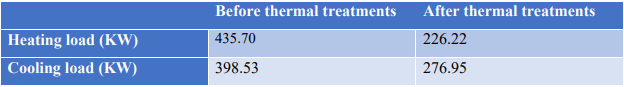 Before thermal treatments After thermal treatments
Heating load (KW) 435.70 226.22
Cooling load (KW) 398.53 276.95